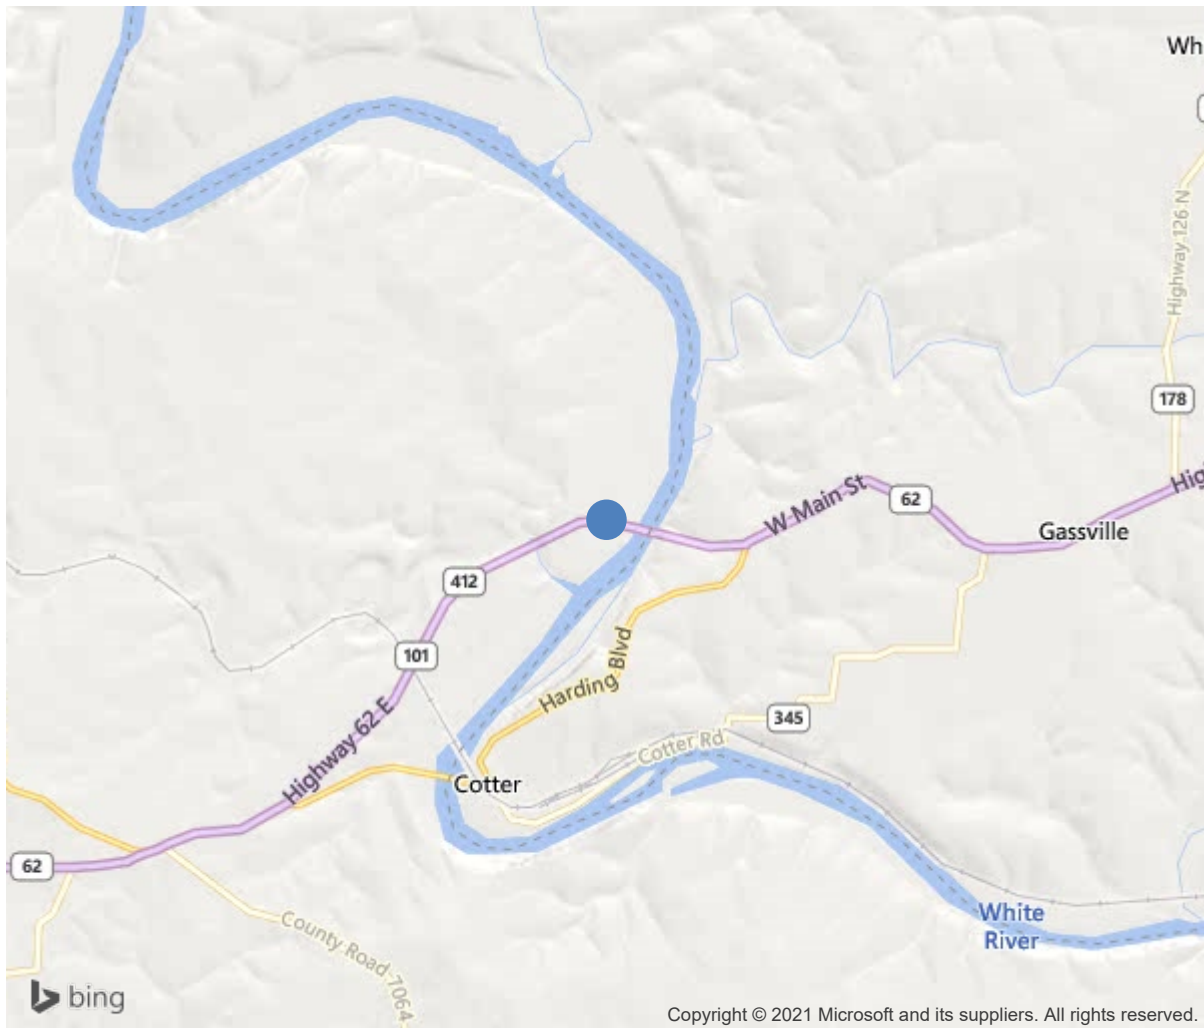 Wh
Highway 126 N
178
W Main St
62
Hig
Gassville
412
101
Harding Blvd
Highway 62 E
345
Cotter Rd
Cotter
62
White
River
County Road 7064
bing
Copyright © 2021 Microsoft and its suppliers. All rights reserved.